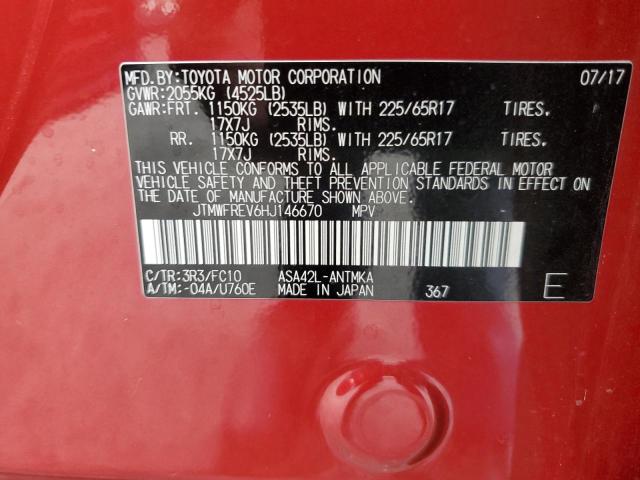 MFD.BY:TOYOTA MOTOR CORPORATION 07/17
GVWR:2055KG (4525LB)
GAWR:FRT. 1150KG (2535LB) WITH 225/65R17 TIRES.
17X7J RIMS.
RR. 1150KG (2535LB) WITH 225/65R17 TIRES.
17X7J RIMS.
THIS VEHICLE CONFORMS TO ALL APPLICABLE FEDERAL MOTOR
VEHICLE SAFETY AND THEFT PREVENTION STANDARDS IN EFFECT ON
THE DATE OF MANUFACTURE SHOWN ABOVE.
JTMWFREV6HJ146670 MPV
C/TR:3R3/FC10 ASA42L-ANTMKA
A/TM:-04A/U760E MADE IN JAPAN 367 E